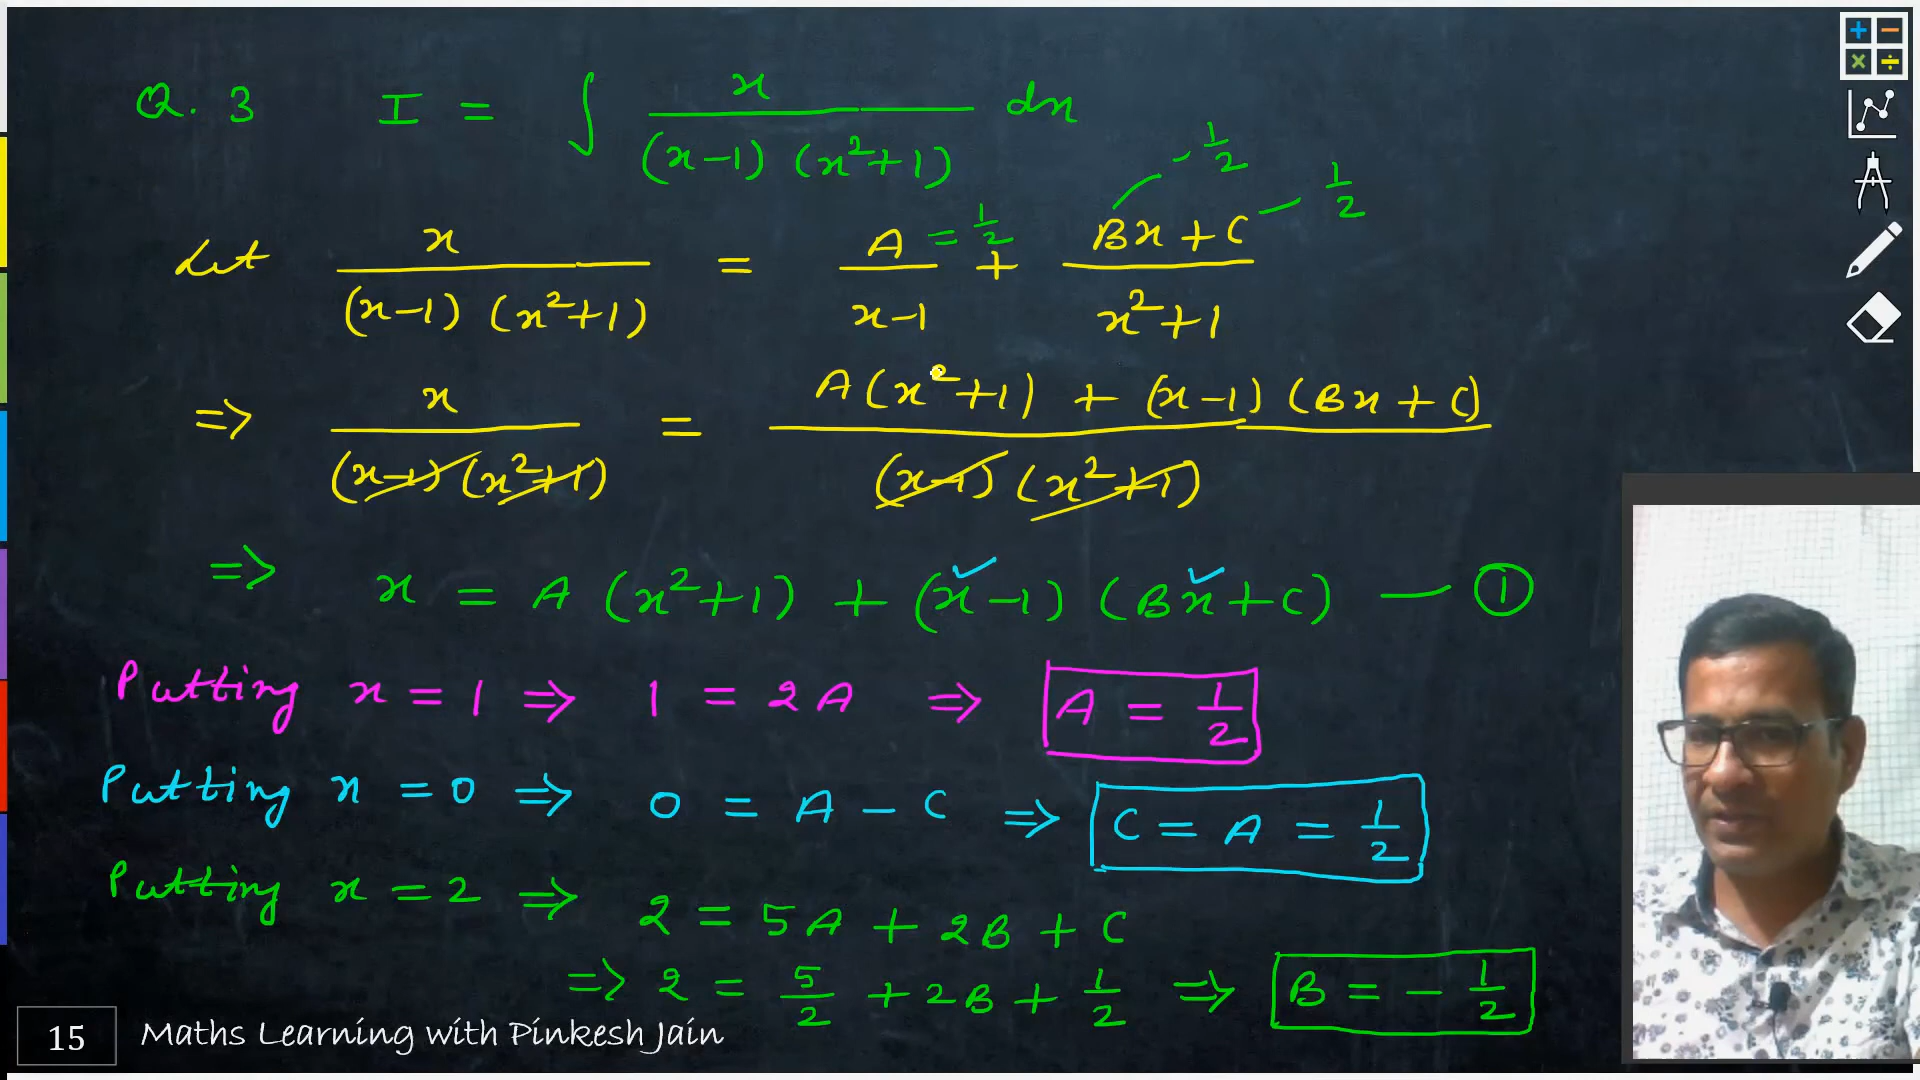 Q. 3 I = ∫ x / (x-1) (x²+1) dx
Let x / (x-1) (x²+1) = A / x-1 + Bx+C / x²+1
= 1/2
- 1/2
1/2
=> x / (x-1) (x²+1) = A(x²+1) + (x-1) (Bx+C) / (x-1) (x²+1)
=> x = A (x²+1) + (x-1) (Bx+C) — ①
Putting x = 1 => 1 = 2A => A = 1/2
Putting x = 0 => 0 = A - C => C = A = 1/2
Putting x = 2 => 2 = 5A + 2B + C
=> 2 = 5/2 + 2B + 1/2 => B = - 1/2
15 Maths Learning with Pinkesh Jain